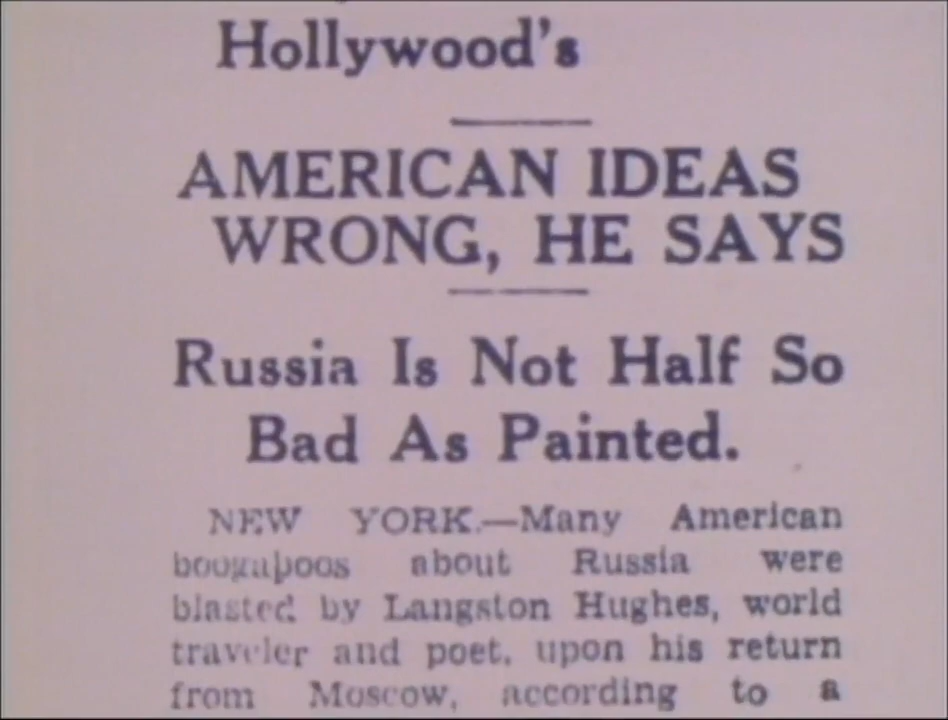 Hollywood's
AMERICAN IDEAS
WRONG, HE SAYS
Russia Is Not Half So
Bad As Painted.
NEW YORK.—Many American
boogaboos about Russia were
blasted by Langston Hughes, world
traveler and poet, upon his return
from Moscow, according to a